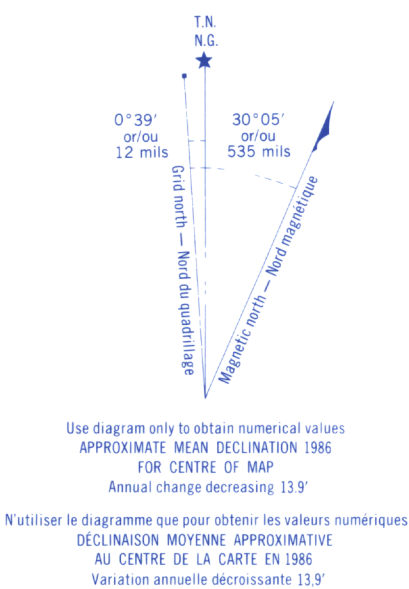 T.N.
N.G.
0°39′
or/ou
12 mils
30°05′
or/ou
535 mils
Grid north — Nord du quadrillage
Magnetic north — Nord magnétique
Use diagram only to obtain numerical values
APPROXIMATE MEAN DECLINATION 1986
FOR CENTRE OF MAP
Annual change decreasing 13.9′
N'utiliser le diagramme que pour obtenir les valeurs numériques
DÉCLINAISON MOYENNE APPROXIMATIVE
AU CENTRE DE LA CARTE EN 1986
Variation annuelle décroissante 13,9′